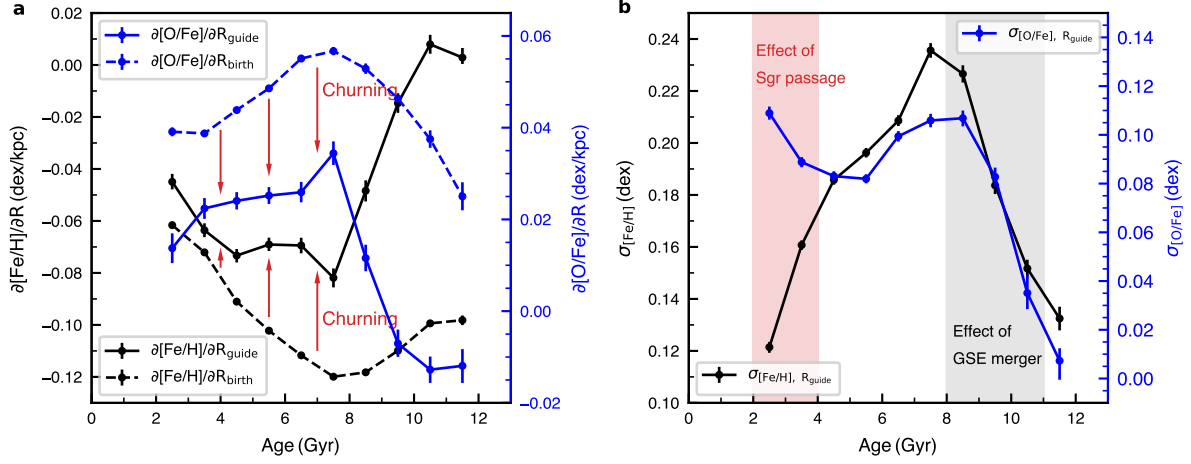 a
∂[O/Fe]/∂R_guide
∂[O/Fe]/∂R_birth
∂[Fe/H]/∂R_guide
∂[Fe/H]/∂R_birth
Churning
Churning
0.02
0.00
−0.02
−0.04
−0.06
−0.08
−0.10
−0.12
∂[Fe/H]/∂R (dex/kpc)
0.06
0.04
0.02
0.00
−0.02
∂[O/Fe]/∂R (dex/kpc)
0 2 4 6 8 10 12
Age (Gyr)
b
Effect of
Sgr passage
σ_[O/Fe], R_guide
Effect of
GSE merger
σ_[Fe/H], R_guide
0.24
0.22
0.20
0.18
0.16
0.14
0.12
0.10
σ_[Fe/H] (dex)
0.14
0.12
0.10
0.08
0.06
0.04
0.02
0.00
σ_[O/Fe] (dex)
0 2 4 6 8 10 12
Age (Gyr)